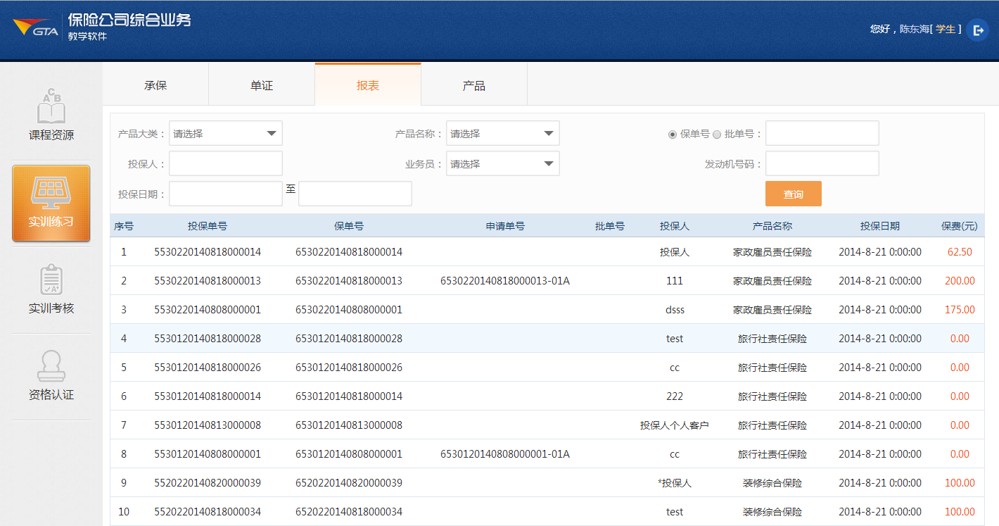 GTA
保险公司综合业务
教学软件
您好，陈东海[ 学生 ]
A C B
课程资源
实训练习
A+
实训考核
资格认证
承保 单证 报表 产品
产品大类： 请选择 产品名称： 请选择 保单号 批单号：
投保人： 业务员： 请选择 发动机号码：
投保日期： 至 查询
序号 投保单号 保单号 申请单号 批单号 投保人 产品名称 投保日期 保费(元)
1 5530220140818000014 6530220140818000014 投保人 家政雇员责任保险 2014-8-21 0:00:00 62.50
2 5530220140818000013 6530220140818000013 6530220140818000013-01A 111 家政雇员责任保险 2014-8-21 0:00:00 200.00
3 5530220140808000001 6530220140808000001 dsss 家政雇员责任保险 2014-8-21 0:00:00 175.00
4 5530120140818000028 6530120140818000028 test 旅行社责任保险 2014-8-21 0:00:00 0.00
5 5530120140818000026 6530120140818000026 cc 旅行社责任保险 2014-8-21 0:00:00 0.00
6 5530120140818000014 6530120140818000014 222 旅行社责任保险 2014-8-21 0:00:00 0.00
7 5530120140813000008 6530120140813000008 投保人个人客户 旅行社责任保险 2014-8-21 0:00:00 0.00
8 5530120140808000001 6530120140808000001 6530120140808000001-01A cc 旅行社责任保险 2014-8-21 0:00:00 0.00
9 5520220140820000039 6520220140820000039 *投保人 装修综合保险 2014-8-21 0:00:00 100.00
10 5520220140818000034 6520220140818000034 test 装修综合保险 2014-8-21 0:00:00 100.00